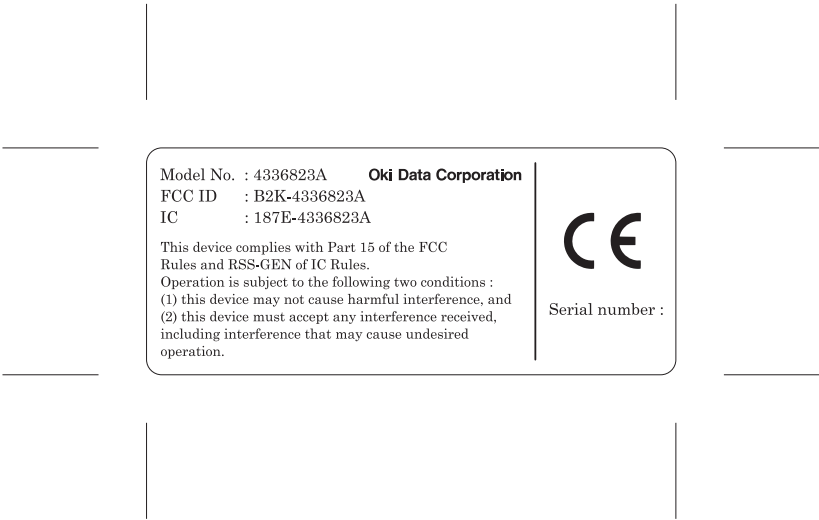 Model No. : 4336823A Oki Data Corporation
FCC ID : B2K-4336823A
IC : 187E-4336823A
This device complies with Part 15 of the FCC
Rules and RSS-GEN of IC Rules.
Operation is subject to the following two conditions :
(1) this device may not cause harmful interference, and
(2) this device must accept any interference received,
including interference that may cause undesired
operation.
CE
Serial number :